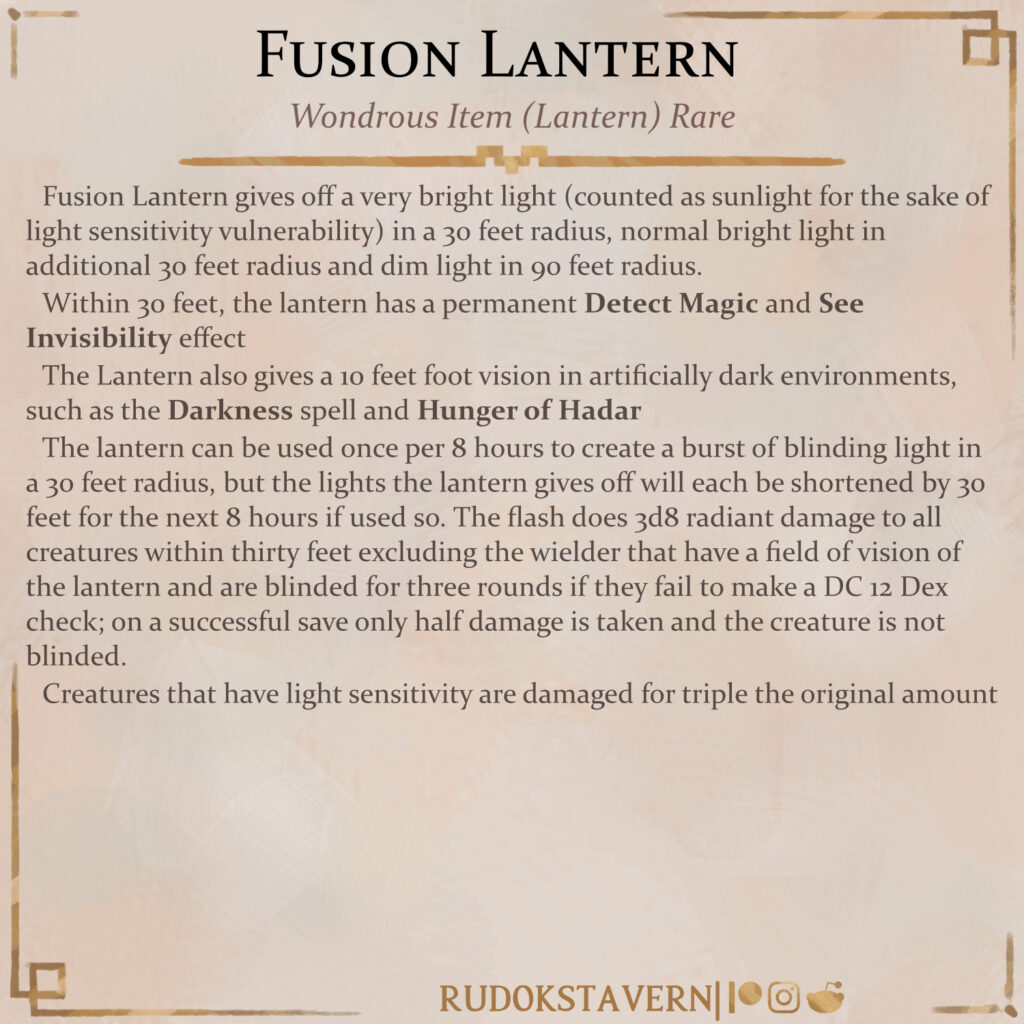 Fusion Lantern
Wondrous Item (Lantern) Rare
Fusion Lantern gives off a very bright light (counted as sunlight for the sake of
light sensitivity vulnerability) in a 30 feet radius, normal bright light in
additional 30 feet radius and dim light in 90 feet radius.
Within 30 feet, the lantern has a permanent Detect Magic and See
Invisibility effect
The Lantern also gives a 10 feet foot vision in artificially dark environments,
such as the Darkness spell and Hunger of Hadar
The lantern can be used once per 8 hours to create a burst of blinding light in
a 30 feet radius, but the lights the lantern gives off will each be shortened by 30
feet for the next 8 hours if used so. The flash does 3d8 radiant damage to all
creatures within thirty feet excluding the wielder that have a field of vision of
the lantern and are blinded for three rounds if they fail to make a DC 12 Dex
check; on a successful save only half damage is taken and the creature is not
blinded.
Creatures that have light sensitivity are damaged for triple the original amount
RUDOKSTAVERN